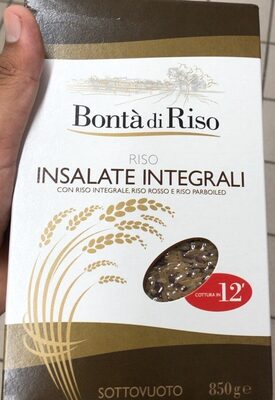 Bontà di Riso
RISO
INSALATE INTEGRALI
CON RISO INTEGRALE, RISO ROSSO E RISO PARBOILED
COTTURA IN 12'
SOTTOVUOTO 850g e